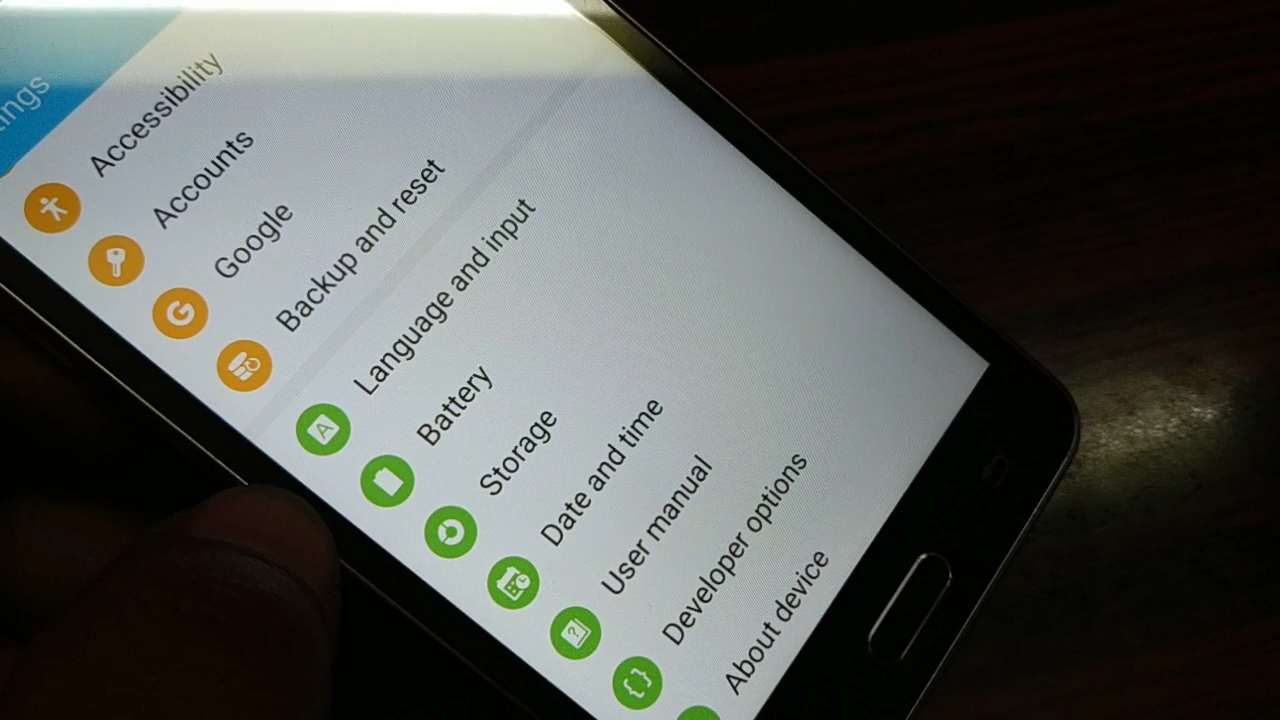 tings
Accessibility
Accounts
Google
Backup and reset
Language and input
Battery
Storage
Date and time
User manual
Developer options
About device